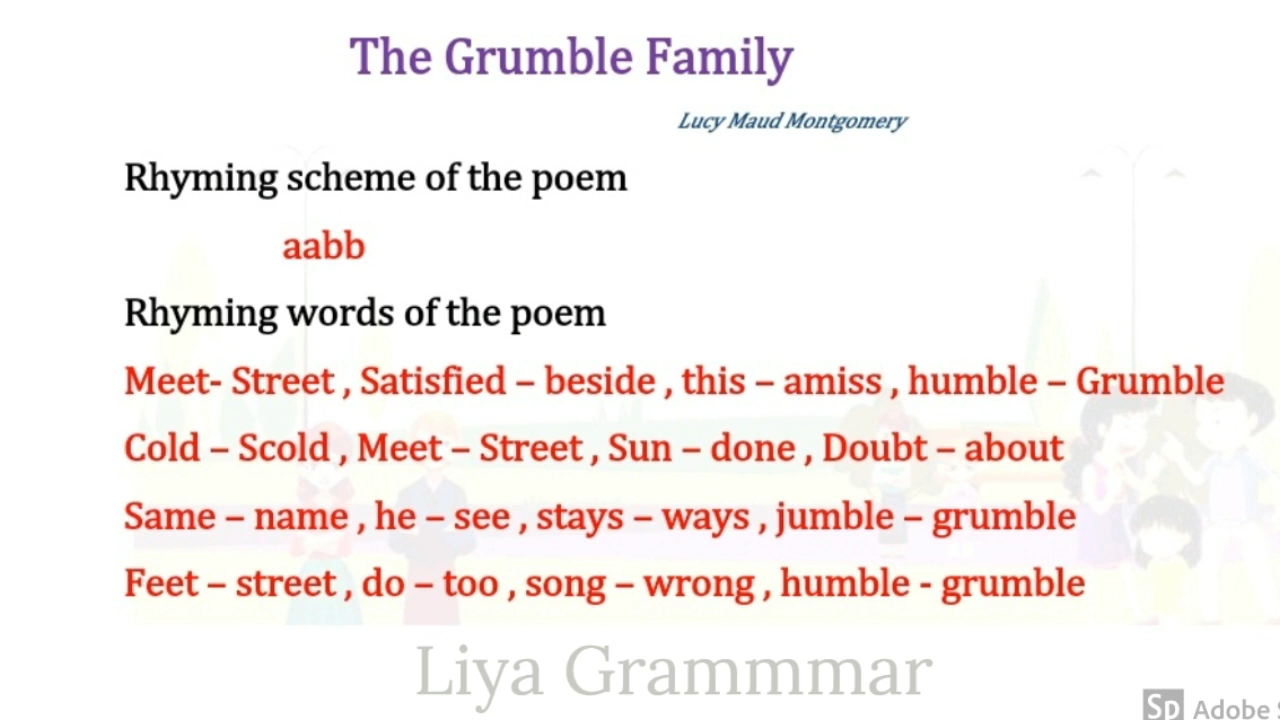 The Grumble Family
Lucy Maud Montgomery
Rhyming scheme of the poem
aabb
Rhyming words of the poem
Meet- Street , Satisfied – beside , this – amiss , humble – Grumble
Cold – Scold , Meet – Street , Sun – done , Doubt – about
Same – name , he – see , stays – ways , jumble – grumble
Feet – street , do – too , song – wrong , humble - grumble
Liya Grammmar
Sp Adobe S